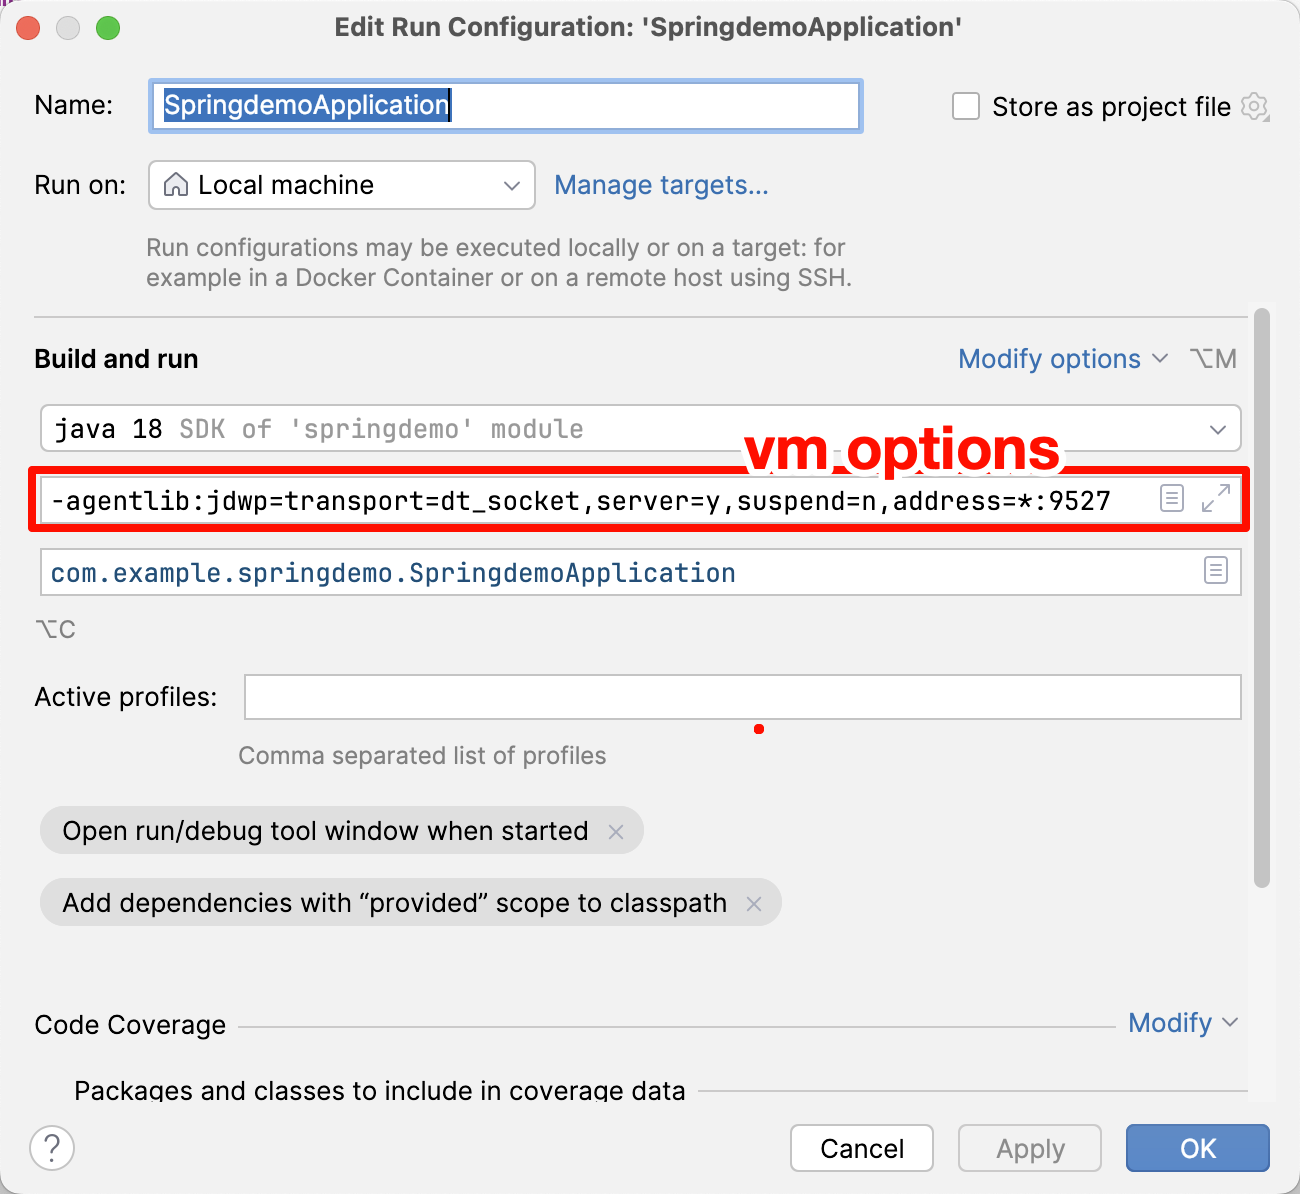 Edit Run Configuration: 'SpringdemoApplication'
Name: SpringdemoApplication Store as project file
Run on: Local machine Manage targets...
Run configurations may be executed locally or on a target: for
example in a Docker Container or on a remote host using SSH.
Build and run Modify options ⌥M
java 18 SDK of 'springdemo' module
vm options
-agentlib:jdwp=transport=dt_socket,server=y,suspend=n,address=*:9527
com.example.springdemo.SpringdemoApplication
⌥C
Active profiles:
Comma separated list of profiles
Open run/debug tool window when started ×
Add dependencies with “provided” scope to classpath ×
Code Coverage Modify
Packages and classes to include in coverage data
? Cancel Apply OK